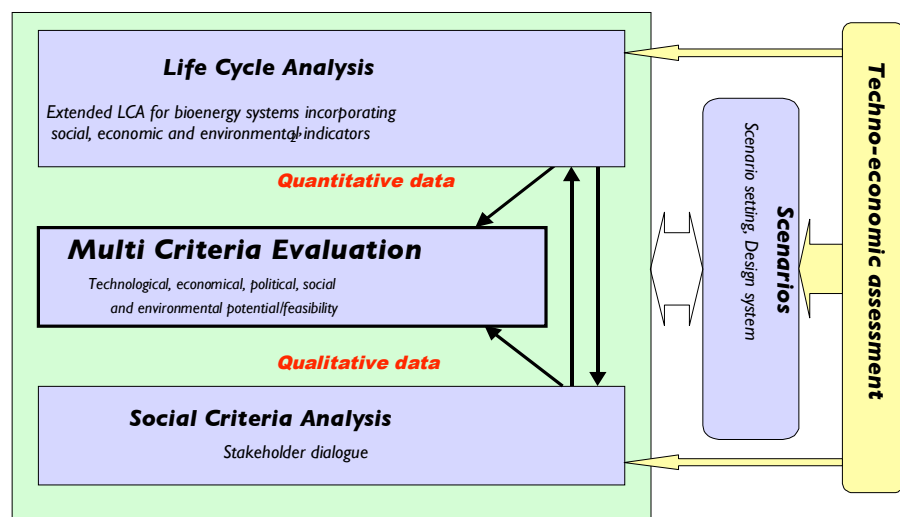 Life Cycle Analysis
Extended LCA for bioenergy systems incorporating
social, economic and environmental indicators
Quantitative data
Multi Criteria Evaluation
Technological, economical, political, social
and environmental potential/feasibility
Qualitative data
Social Criteria Analysis
Stakeholder dialogue
Scenarios
Scenario setting, Design system
Techno-economic assessment